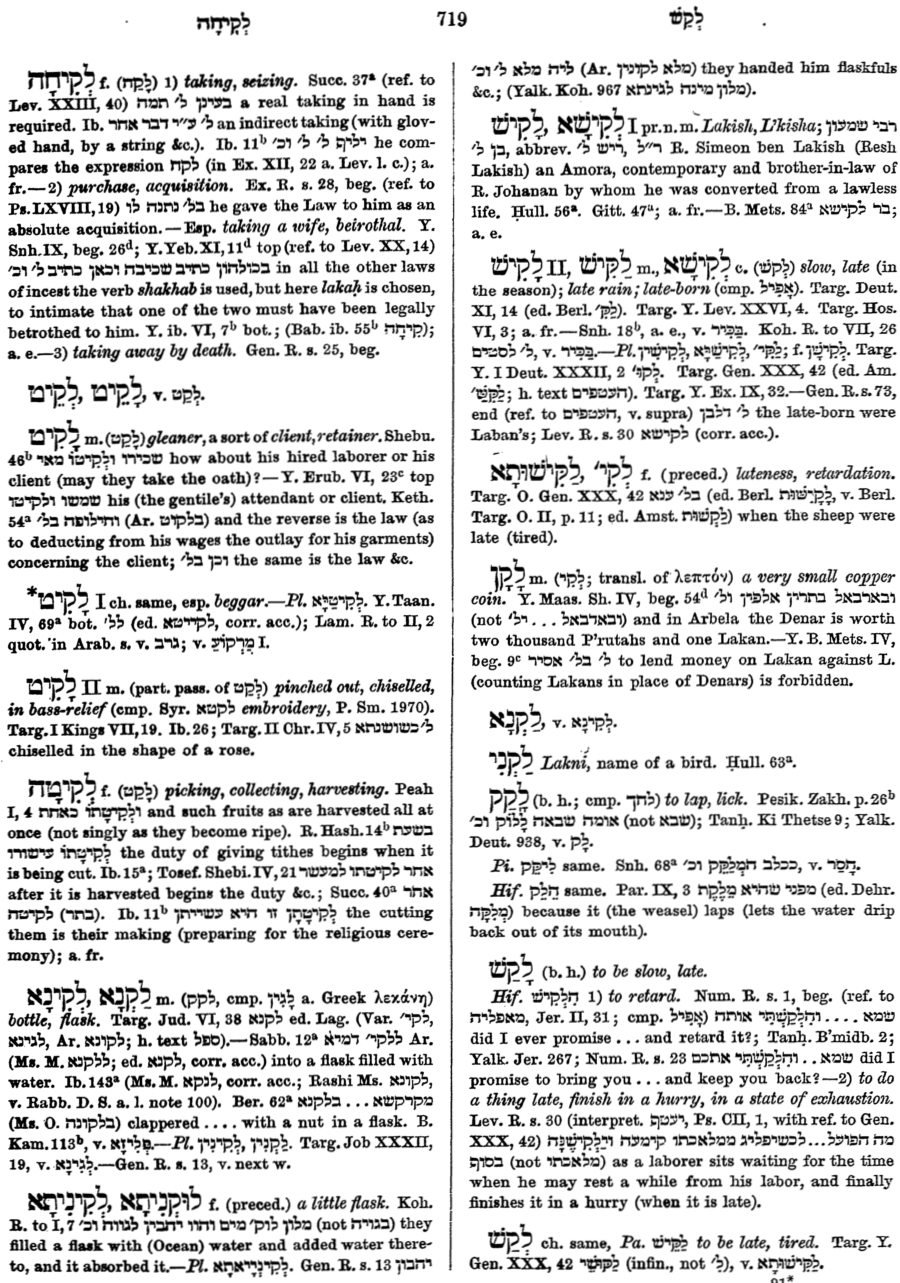 לְקִיחָה
719
לְקַשׁ
לְקִיחָה f. (לָקַח) 1) taking, seizing. Succ. 37ᵃ (ref. to
Lev. XXIII, 40) בעינן ל׳ תמה a real taking in hand is
required. Ib. ל׳ ע״י דבר אחר an indirect taking (with glov-
ed hand, by a string &c.). Ib. 11ᵇ יליף ל׳ ל׳ וכ׳ he com-
pares the expression לקח (in Ex. XII, 22 a. Lev. l. c.); a.
fr.—2) purchase, acquisition. Ex. R. s. 28, beg. (ref. to
Ps. LXVIII, 19) בל׳ נתנה לו he gave the Law to him as an
absolute acquisition.—Esp. taking a wife, beirothal. Y.
Snh. IX, beg. 26ᵈ; Y. Yeb. XI, 11ᵈ top (ref. to Lev. XX, 14)
בכולהון כתיב שכיבה וכאן כתיב ל׳ וכ׳ in all the other laws
of incest the verb shakhab is used, but here lakaḥ is chosen,
to intimate that one of the two must have been legally
betrothed to him. Y. ib. VI, 7ᵇ bot.; (Bab. ib. 55ᵇ קִיחָה);
a. e.—3) taking away by death. Gen. R. s. 25, beg.
לְקֵיט, לָקֵיט, לְקִיט, v. לָקַט.
לָקִיט m. (לָקַט) gleaner, a sort of client, retainer. Shebu.
46ᵇ שכירו ולְקִיטוֹ מאי how about his hired laborer or his
client (may they take the oath)?—Y. Erub. VI, 23ᶜ top
שמשו ולקיטו his (the gentile's) attendant or client. Keth.
54ᵃ וחילופה בל׳ (Ar. בלקוט) and the reverse is the law (as
to deducting from his wages the outlay for his garments)
concerning the client; וכן בל׳ the same is the law &c.
*לָקִיט I ch. same, esp. beggar.—Pl. לְקִיטַיָּא. Y. Taan.
IV, 69ᵃ bot. לל׳ (ed. לקייטא, corr. acc.); Lam. R. to II, 2
quot. in Arab. s. v. גרב; v. מְרְקוֹעַ I.
לָקִיט II m. (part. pass. of לָקַט) pinched out, chiselled,
in bass-relief (cmp. Syr. לקטא embroidery, P. Sm. 1970).
Targ. I Kings VII, 19. Ib. 26; Targ. II Chr. IV, 5 ל׳כשושנתא
chiselled in the shape of a rose.
לְקִיטָה f. (לָקַט) picking, collecting, harvesting. Peah
I, 4 ולְקִיטָתוֹ כאחת and such fruits as are harvested all at
once (not singly as they become ripe). R. Hash. 14ᵇ בשעת
לְקִיטָתוֹ עישורו the duty of giving tithes begins when it
is being cut. Ib. 15ᵃ; Tosef. Shebi. IV, 21 אחר לקיטתו למעשר
after it is harvested begins the duty &c.; Succ. 40ᵃ אחר
(בתר) לקיטה. Ib. 11ᵇ לְקִיטָתָן זו היא עשייתן the cutting
them is their making (preparing for the religious cere-
mony); a. fr.
לַקְנָא, לְקִינָא m. (לקק, cmp. לָגִין a. Greek λεκάνη)
bottle, flask. Targ. Jud. VI, 38 לקנא ed. Lag. (Var. לקי׳,
לגינא, Ar. לקונא; h. text ספל).—Sabb. 12ᵃ ללקי׳ דמיא Ar.
(Ms. M. ללקנא; ed. לקנא, corr. acc.) into a flask filled with
water. Ib. 143ᵃ (Ms. M. לנקא, corr. acc.; Rashi Ms. לקונא,
v. Rabb. D. S. a. l. note 100). Ber. 62ᵃ מקרקשא ... בלקנא
(Ms. O. בלקונה) clappered .... with a nut in a flask. B.
Kam. 113ᵇ, v. פְּלֵיזָא.—Pl. לַקְנִין, לְקִינִין. Targ. Job XXXII,
19, v. לְגִינָא.—Gen. R. s. 13, v. next w.
לוּקְנִיתָא, לְקִינִיתָא f. (preced.) a little flask. Koh.
R. to I, 7 מלון לוק׳ מים והוו יהבין לגווה וכ׳ (not בגויה) they
filled a flask with (Ocean) water and added water there-
to, and it absorbed it.—Pl. לְקִינְיָיאתָא. Gen. R. s. 13 יהבון
ליה מלא ל׳ וכ׳ (Ar. מלא לקונין) they handed him flaskfuls
&c.; (Yalk. Koh. 967 מלון מינה לגינתא).
לָקִישׁ, לְקִישָׁא I pr. n. m. Lakish, L'kisha; רבי שמעון
בן ל׳, abbrev. ריש ל׳, ר״ל R. Simeon ben Lakish (Resh
Lakish) an Amora, contemporary and brother-in-law of
R. Johanan by whom he was converted from a lawless
life. Ḥull. 56ᵃ. Gitt. 47ᵃ; a. fr.—B. Mets. 84ᵃ בר לקישא;
a. e.
לָקִישׁ II, לַקִּישׁ m., לְקִישָׁא c. (לקשׁ) slow, late (in
the season); late rain; late-born (cmp. אָפִיל). Targ. Deut.
XI, 14 (ed. Berl. לַקִּ׳). Targ. Y. Lev. XXVI, 4. Targ. Hos.
VI, 3; a. fr.—Snh. 18ᵇ, a. e., v. בַּכִּיר. Koh. R. to VII, 26
ל׳ לסטים, v. בַּכִּיר.—Pl. לְקִישִׁין, לְקִישַׁיָּא, לַקִּי׳; f. לְקִישָׁן. Targ.
Y. I Deut. XXXII, 2 לקו׳. Targ. Gen. XXX, 42 (ed. Am.
לַקִּשַׁ׳; h. text העטפים). Targ. Y. Ex. IX, 32.—Gen. R. s. 73,
end (ref. to העטפים, v. supra) ל׳ דלבן the late-born were
Laban's; Lev. R. s. 30 לקישא (corr. acc.).
לַקִּישׁוּתָא, לְקִי׳ f. (preced.) lateness, retardation.
Targ. O. Gen. XXX, 42 בל׳ ענא (ed. Berl. לָקִישׁוּת, v. Berl.
Targ. O. II, p. 11; ed. Amst. לַקְשׁוּת) when the sheep were
late (tired).
לָקָן m. (לְקִי׳; transl. of λεπτόν) a very small copper
coin. Y. Maas. Sh. IV, beg. 54ᵈ ובארבאל בתרין אלפין ול׳
(not ובאדבאל ... יל׳) and in Arbela the Denar is worth
two thousand P'rutahs and one Lakan.—Y. B. Mets. IV,
beg. 9ᶜ ל׳ בל׳ אסיר to lend money on Lakan against L.
(counting Lakans in place of Denars) is forbidden.
לַקְנָא, v. לְקִינָא.
לַקְנִי Lakni, name of a bird. Ḥull. 63ᵃ.
לָקַק (b. h.; cmp. לחך) to lap, lick. Pesik. Zakh. p. 26ᵇ
אומה שבאה לָלוֹק וכ׳ (not שבא); Tanḥ. Ki Thetse 9; Yalk.
Deut. 938, v. לָק.
Pi. לִיקֵּק same. Snh. 68ᵃ ככלב המְלַקֵּק וכ׳, v. חָסֵר.
Hif. הֵלֵק same. Par. IX, 3 מפני שהיא מַלֶּקֶת (ed. Dehr.
מְלַקָּה) because it (the weasel) laps (lets the water drip
back out of its mouth).
לָקַשׁ (b. h.) to be slow, late.
Hif. הִלְקִישׁ 1) to retard. Num. R. s. 1, beg. (ref. to
מאפליה, Jer. II, 31; cmp. אָפִיל) שמא .... והִלְקַשְׁתִּי אותה
did I ever promise ... and retard it?; Tanḥ. B'midb. 2;
Yalk. Jer. 267; Num. R. s. 23 שמא .. והִלְקַשְׁתִּי אתכם did I
promise to bring you ... and keep you back?—2) to do
a thing late, finish in a hurry, in a state of exhaustion.
Lev. R. s. 30 (interpret. יעטף, Ps. CII, 1, with ref. to Gen.
XXX, 42) מה הפועל...לכשיפליג ממלאכתו קימעה וְיַלְקִישֶׁנָּה
בסוף (not מלאכתו) as a laborer sits waiting for the time
when he may rest a while from his labor, and finally
finishes it in a hurry (when it is late).
לְקַשׁ ch. same, Pa. לַקֵּישׁ to be late, tired. Targ. Y.
Gen. XXX, 42 לַקּוּשֵׁי (infin., not לְ), v. לַקִּישׁוּתָא.
91*